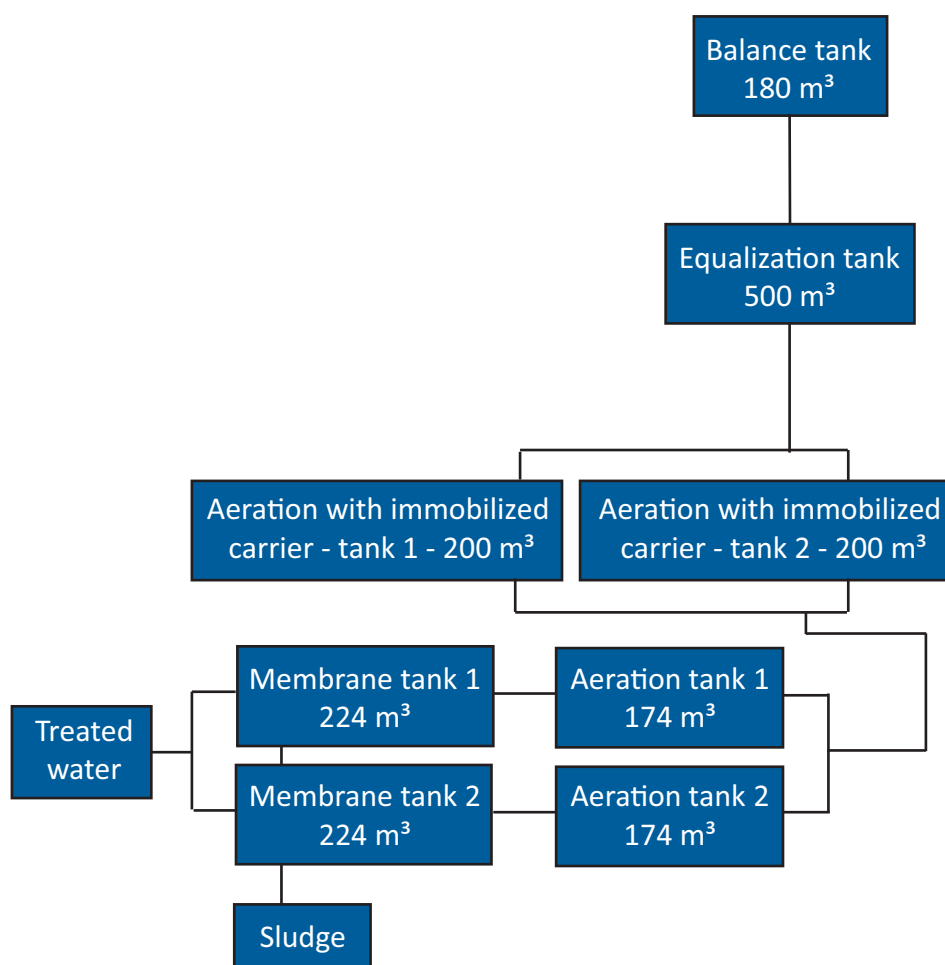 Balance tank
180 m³
Equalization tank
500 m³
Aeration with immobilized
carrier - tank 1 - 200 m³
Aeration with immobilized
carrier - tank 2 - 200 m³
Membrane tank 1
224 m³
Aeration tank 1
174 m³
Treated
water
Membrane tank 2
224 m³
Aeration tank 2
174 m³
Sludge